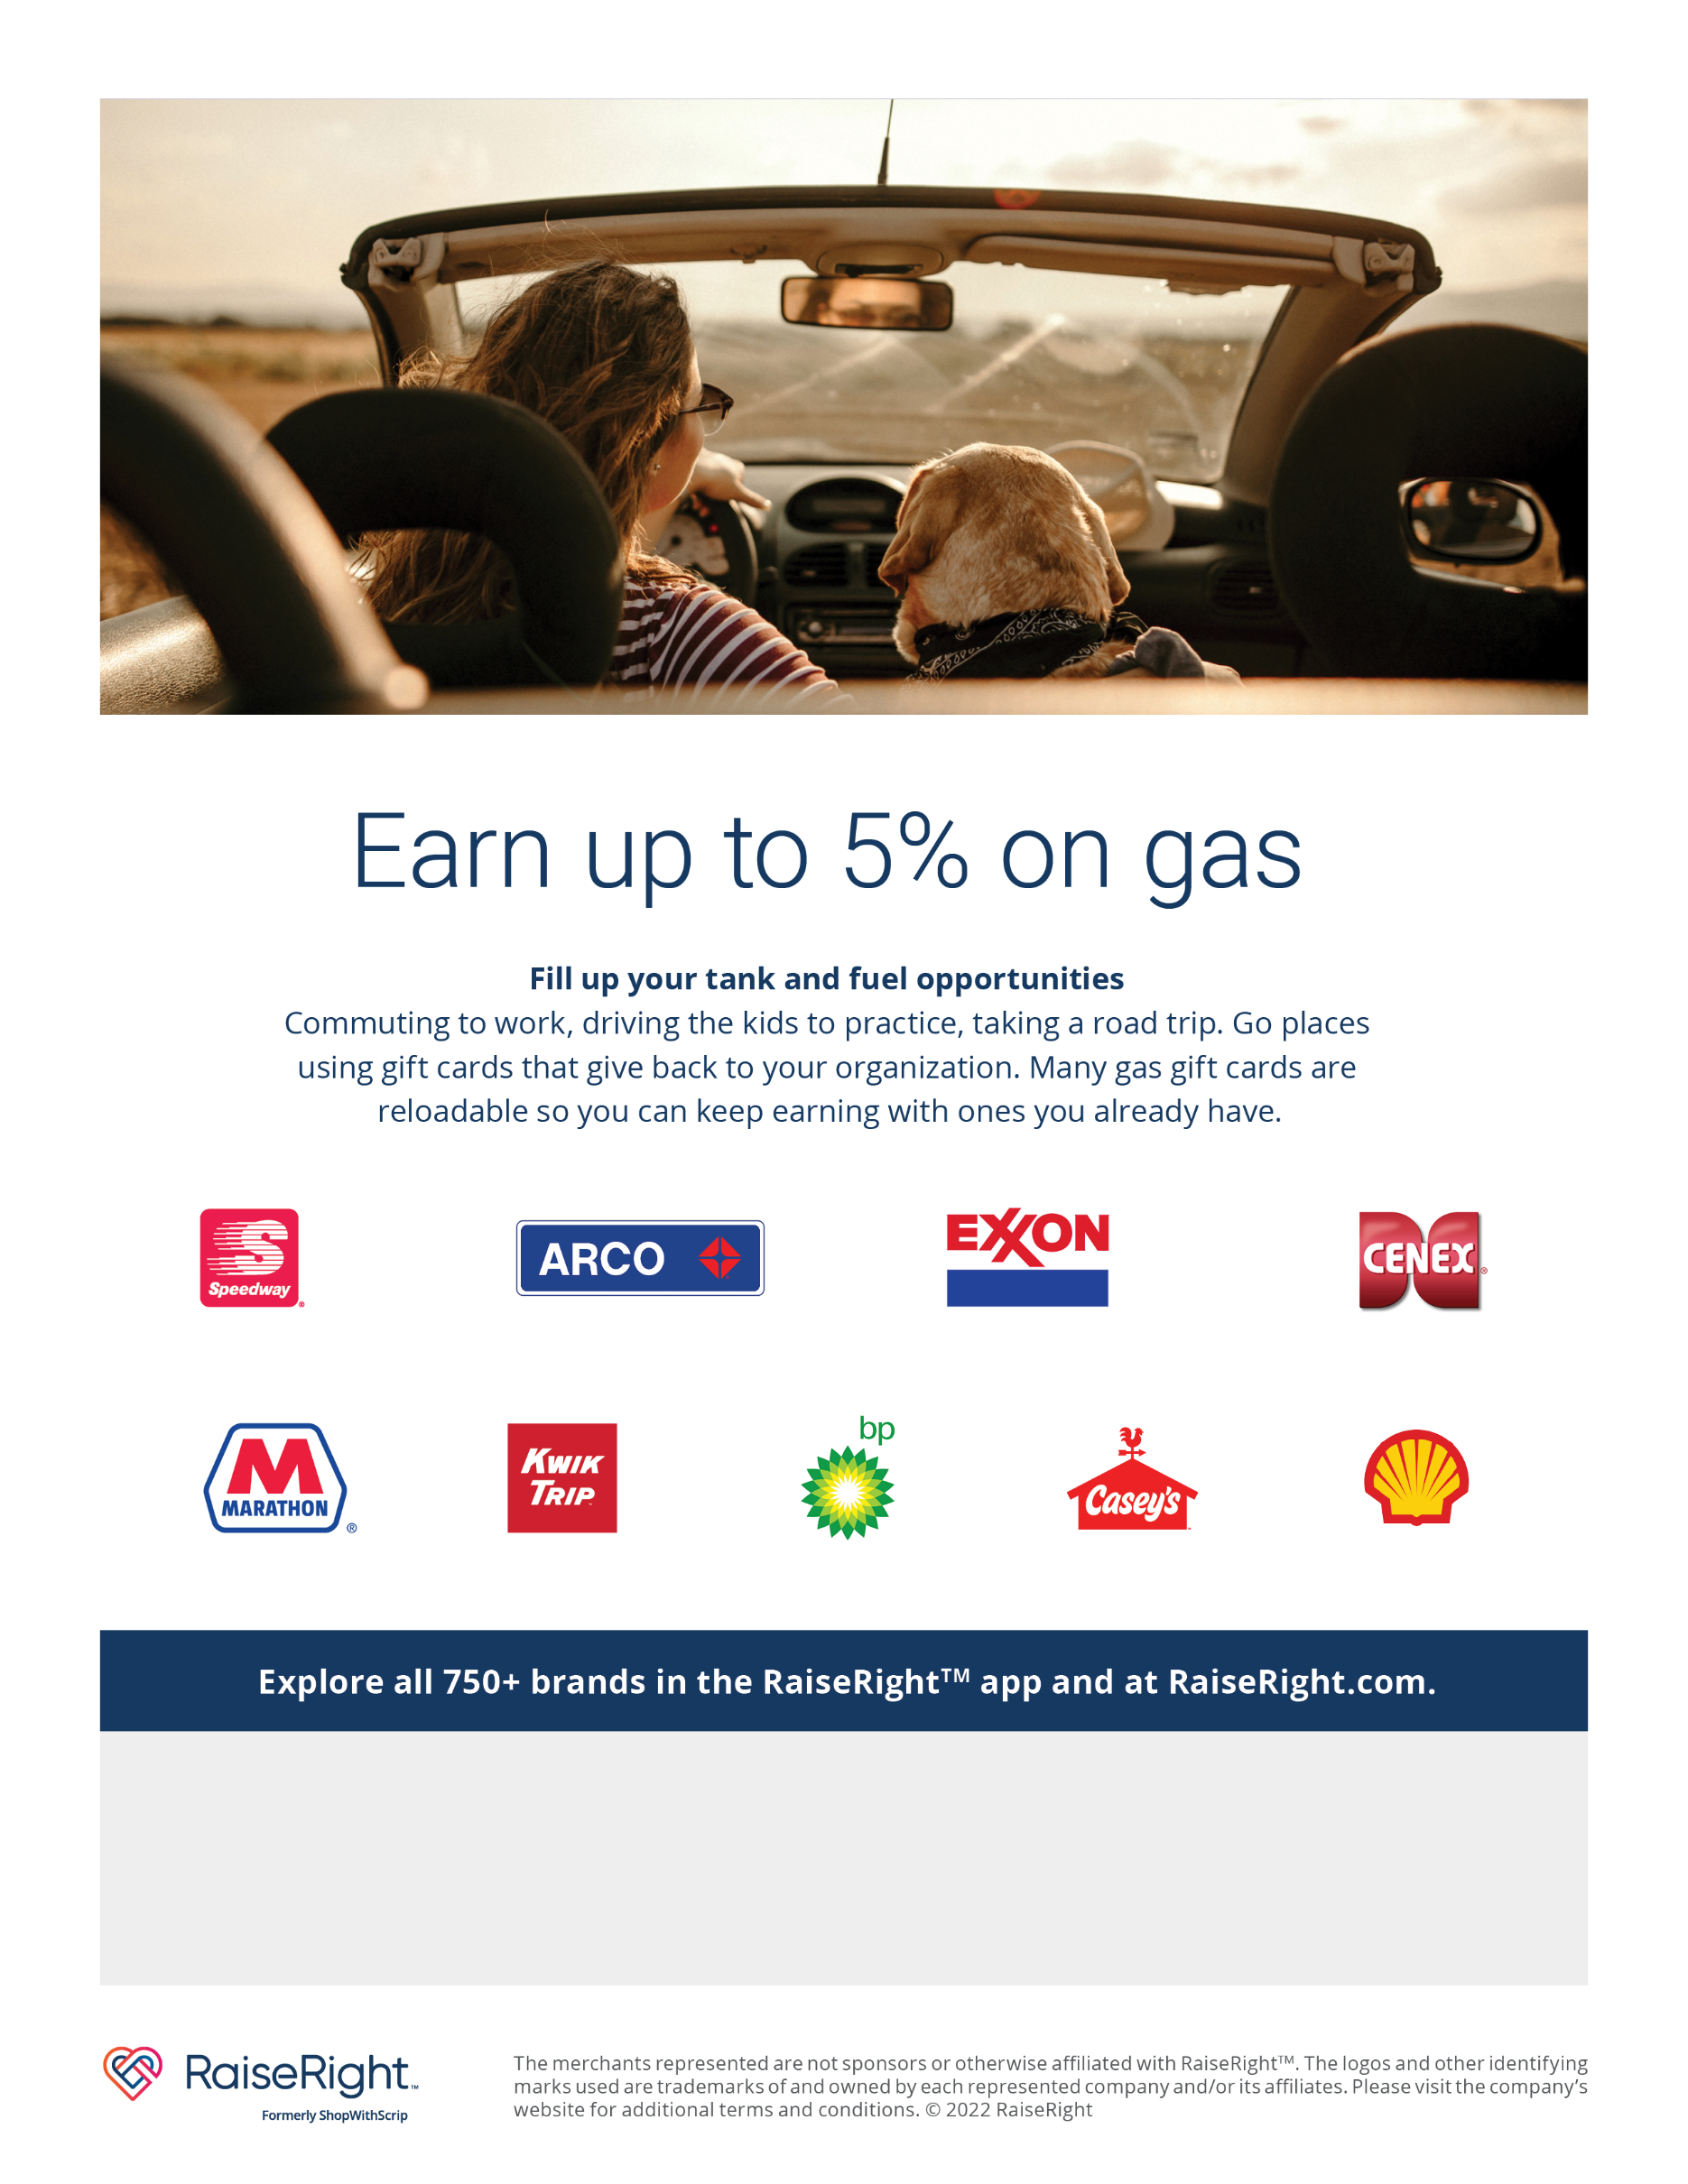 Earn up to 5% on gas
Fill up your tank and fuel opportunities
Commuting to work, driving the kids to practice, taking a road trip. Go places
using gift cards that give back to your organization. Many gas gift cards are
reloadable so you can keep earning with ones you already have.
Speedway®
ARCO
EXXON
CENEX®
MARATHON®
KWIK
TRIP™
bp
Casey's™
Explore all 750+ brands in the RaiseRight™ app and at RaiseRight.com.
RaiseRight™
Formerly ShopWithScrip
The merchants represented are not sponsors or otherwise affiliated with RaiseRight™. The logos and other identifying
marks used are trademarks of and owned by each represented company and/or its affiliates. Please visit the company’s
website for additional terms and conditions. © 2022 RaiseRight